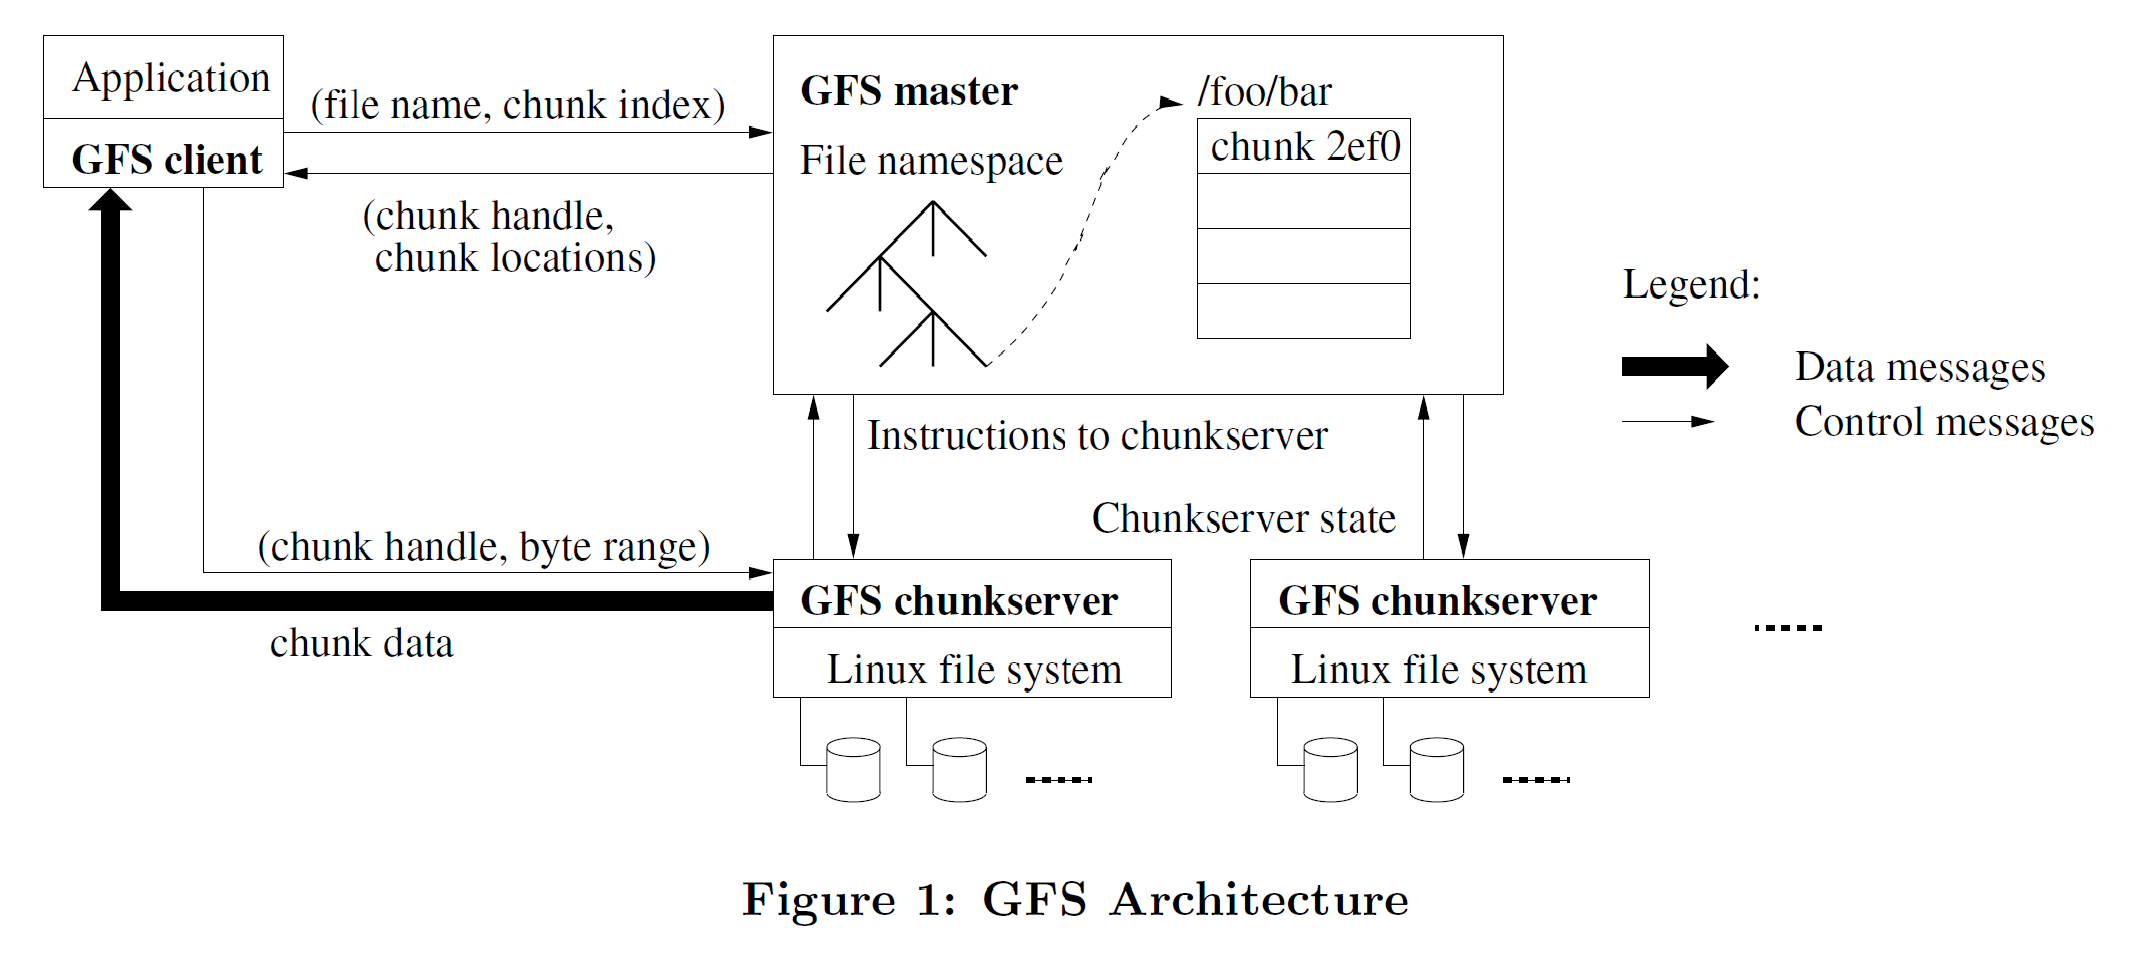 Application
GFS client
(file name, chunk index)
(chunk handle,
chunk locations)
GFS master
File namespace
/foo/bar
chunk 2ef0
Legend:
Data messages
Control messages
Instructions to chunkserver
Chunkserver state
(chunk handle, byte range)
chunk data
GFS chunkserver
Linux file system
GFS chunkserver
Linux file system
Figure 1: GFS Architecture